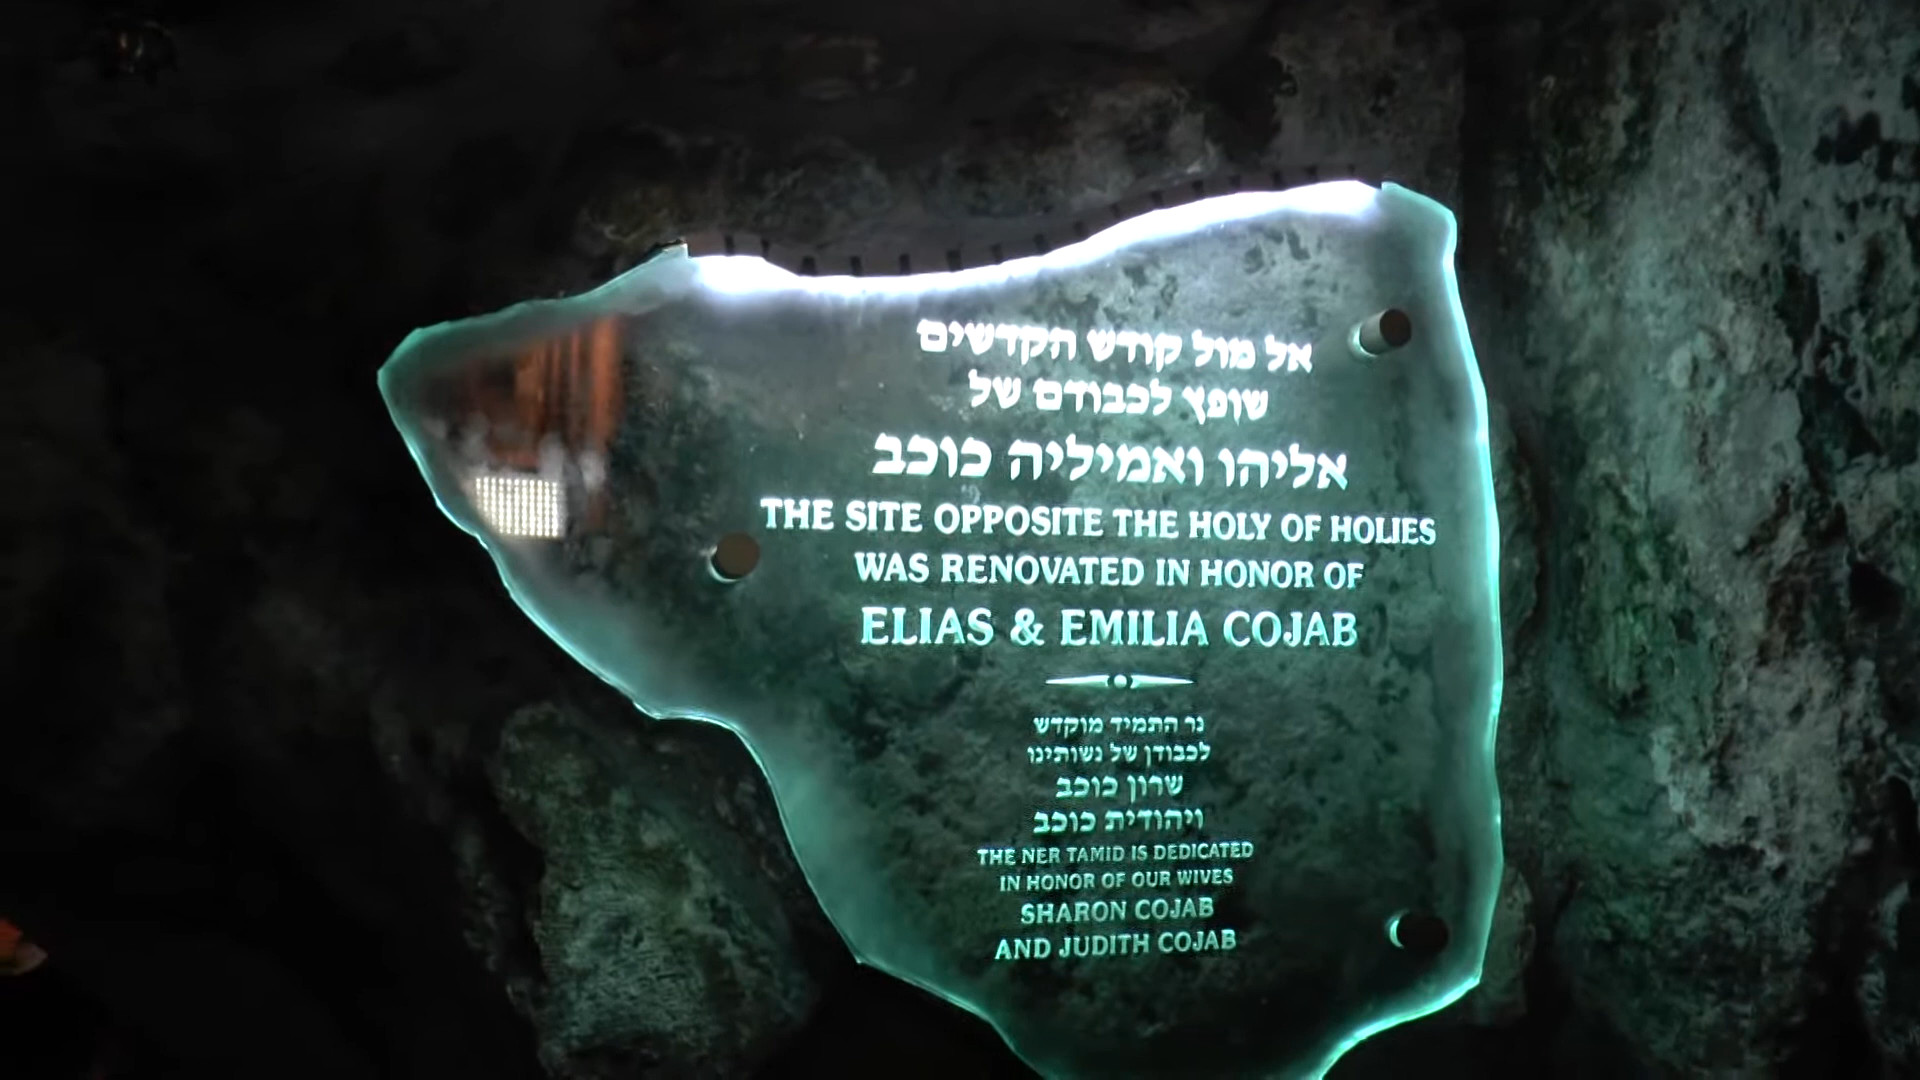 אל מול קודש הקדשים
שופץ לכבודם של
אליהו ואמיליה כוכב
THE SITE OPPOSITE THE HOLY OF HOLIES
WAS RENOVATED IN HONOR OF
ELIAS & EMILIA COJAB
נר התמיד מוקדש
לכבודן של נשותינו
שרון כוכב
ויהודית כוכב
THE NER TAMID IS DEDICATED
IN HONOR OF OUR WIVES
SHARON COJAB
AND JUDITH COJAB